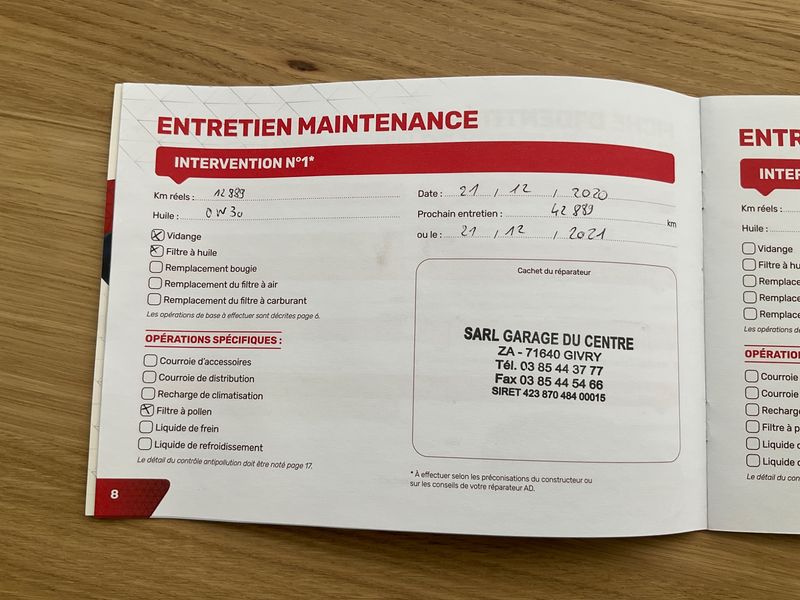 ENTRETIEN MAINTENANCE
INTERVENTION N°1*
Km réels : 12 889
Date : 21 / 12 / 2020
Huile : 0W30
Prochain entretien : 42 889 km
ou le : 21 / 12 / 2021
Vidange
Filtre à huile
Remplacement bougie
Remplacement du filtre à air
Remplacement du filtre à carburant
Les opérations de base à effectuer sont décrites page 6.
OPÉRATIONS SPÉCIFIQUES :
Courroie d'accessoires
Courroie de distribution
Recharge de climatisation
Filtre à pollen
Liquide de frein
Liquide de refroidissement
Le détail du contrôle antipollution doit être noté page 17.
8
Cachet du réparateur
SARL GARAGE DU CENTRE
ZA - 71640 GIVRY
Tél. 03 85 44 37 77
Fax 03 85 44 54 66
SIRET 423 870 484 00015
* À effectuer selon les préconisations du constructeur ou
sur les conseils de votre réparateur AD.
ENTR
INTER
Km réels :
Huile :
Vidange
Filtre à hu
Remplace
Remplace
Remplace
Les opérations de
OPÉRATION
Courroie
Courroie
Recharg
Filtre à p
Liquide d
Liquide d
Le détail du con